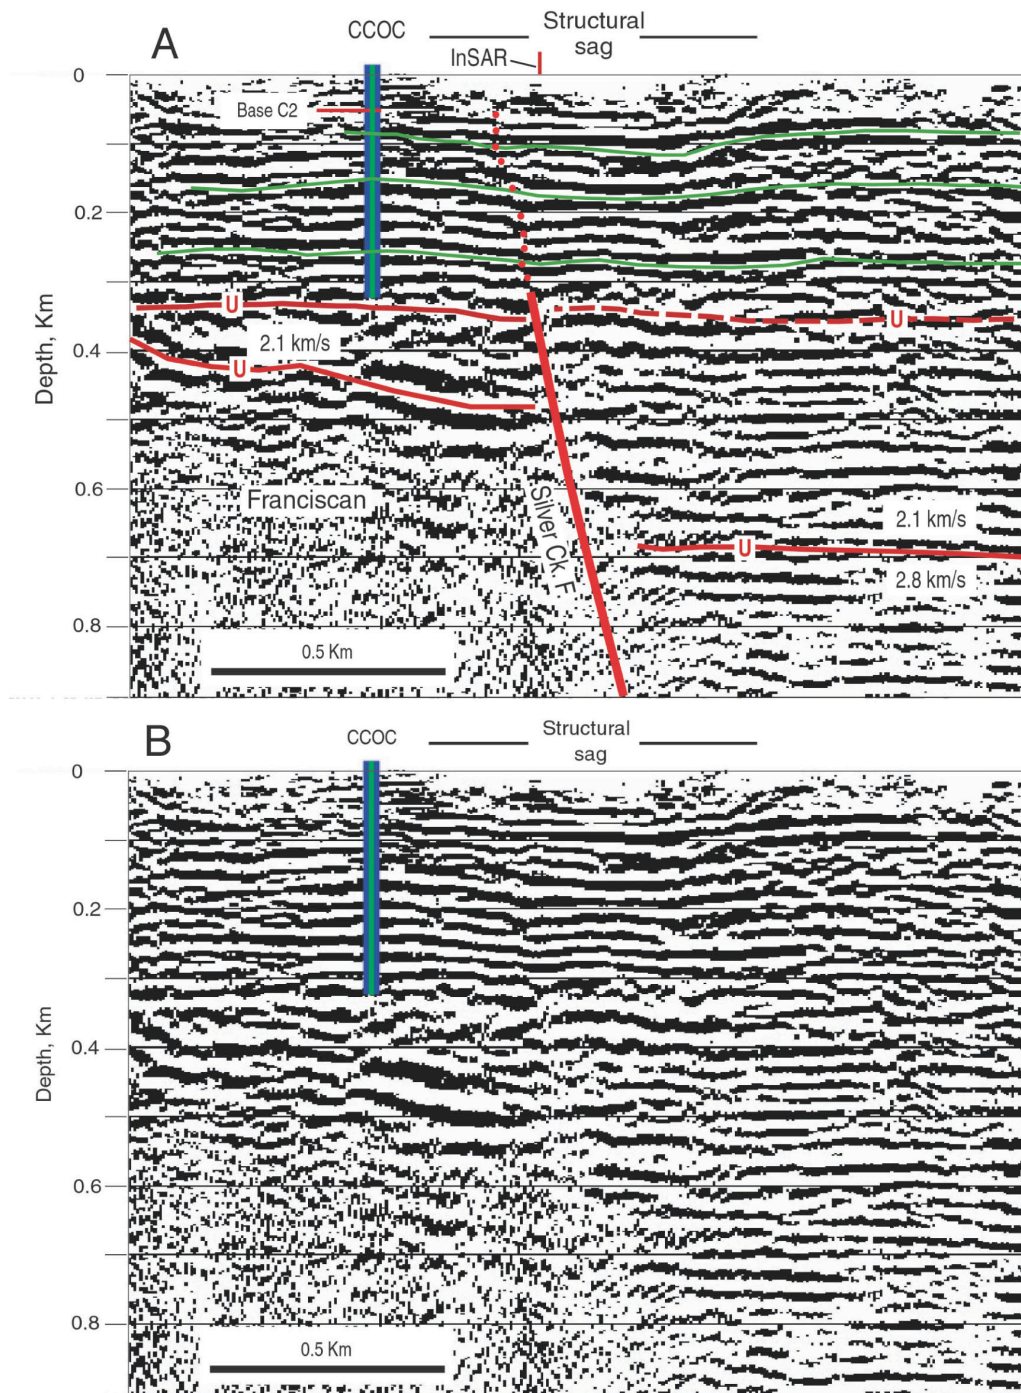 A
CCOC
Structural
sag
InSAR
0
Base C2
0.2
U
U
2.1 km/s
0.4
U
Depth, Km
0.6
Franciscan
Silver Ck. F.
2.1 km/s
U
2.8 km/s
0.8
0.5 Km
B
CCOC
Structural
sag
0
0.2
0.4
Depth, Km
0.6
0.8
0.5 Km